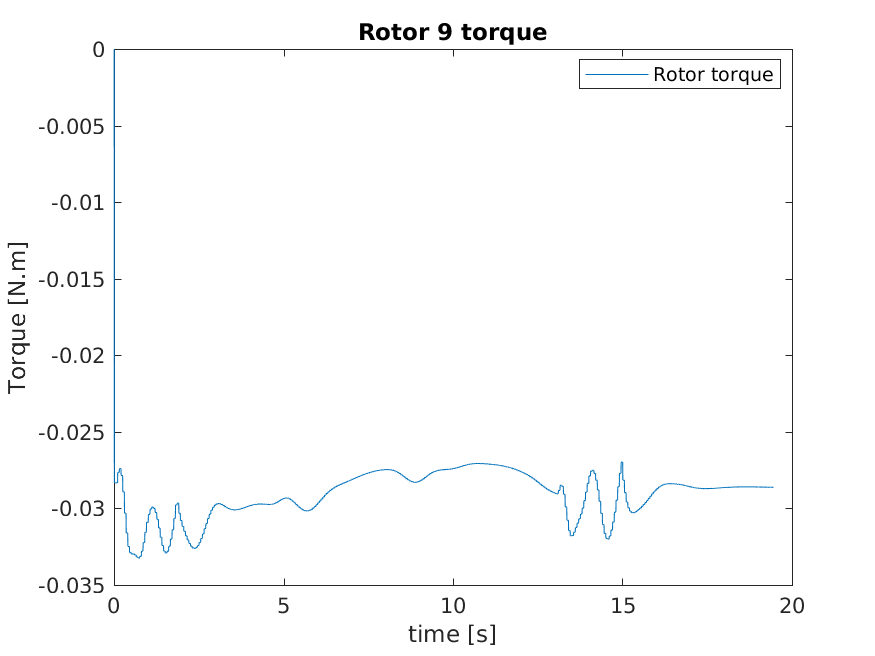 Rotor 9 torque
Rotor torque
0
-0.005
-0.01
-0.015
-0.02
-0.025
-0.03
-0.035
Torque [N.m]
0 5 10 15 20
time [s]